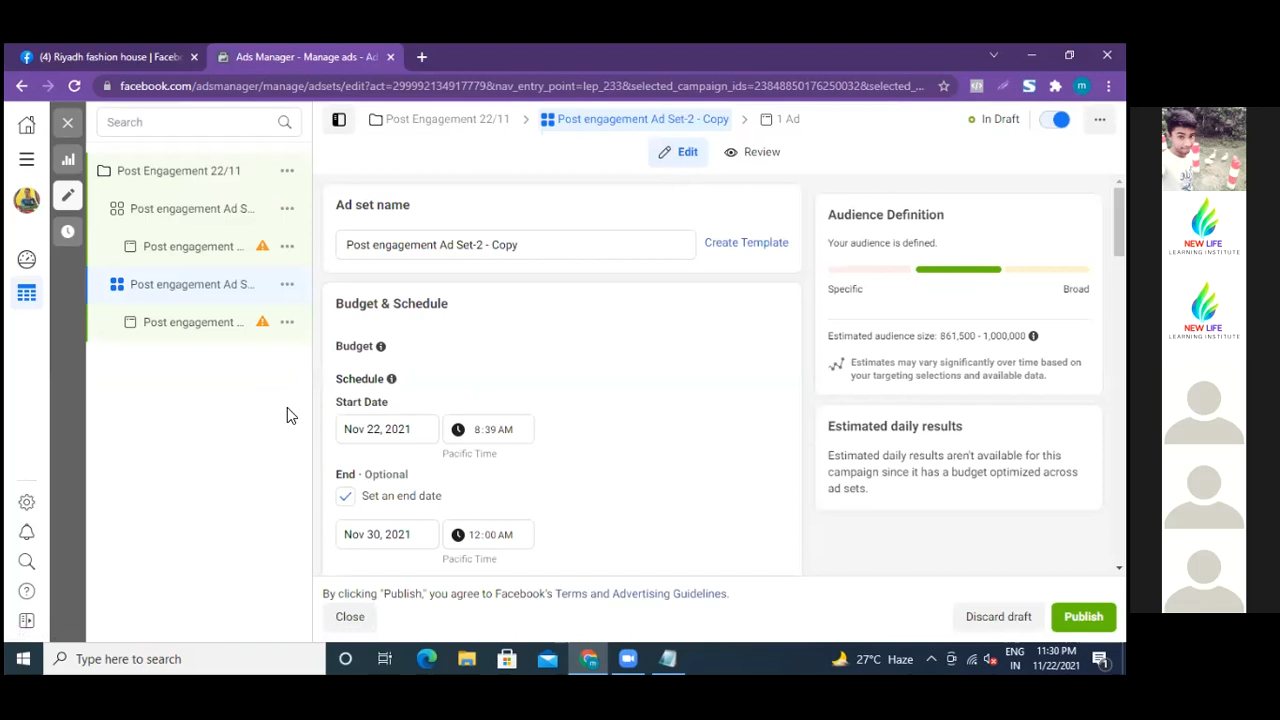 (4) Riyadh fashion house | Facebo
Ads Manager - Manage ads - Ad
facebook.com/adsmanager/manage/adsets/edit?act=299992134917779&nav_entry_point=lep_233&selected_campaign_ids=23848850176250032&selected_...
Search
Post Engagement 22/11
Post engagement Ad S...
Post engagement ...
Post engagement Ad S...
Post engagement ...
Post Engagement 22/11
Post engagement Ad Set-2 - Copy
1 Ad
In Draft
Edit
Review
Ad set name
Post engagement Ad Set-2 - Copy
Create Template
Budget & Schedule
Budget
Schedule
Start Date
Nov 22, 2021
8:39 AM
Pacific Time
End · Optional
Set an end date
Nov 30, 2021
12:00 AM
Pacific Time
Audience Definition
Your audience is defined.
Specific
Broad
Estimated audience size: 861,500 - 1,000,000
Estimates may vary significantly over time based on
your targeting selections and available data.
Estimated daily results
Estimated daily results aren't available for this
campaign since it has a budget optimized across
ad sets.
By clicking "Publish," you agree to Facebook's Terms and Advertising Guidelines.
Close
Discard draft
Publish
Type here to search
27°C Haze
ENG
IN
11:30 PM
11/22/2021
1
m
NEW LIFE
LEARNING INSTITUTE
NEW LIFE
LEARNING INSTITUTE